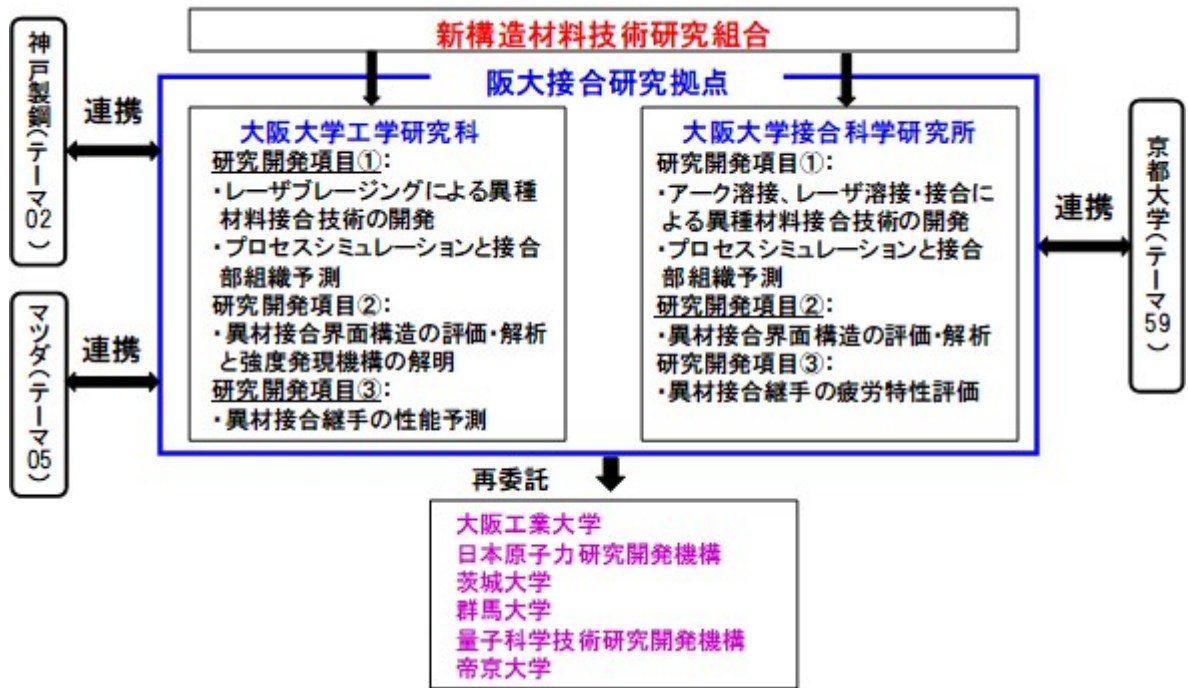 新構造材料技術研究組合
阪大接合研究拠点
神戸製鋼(テーマ02)
連携
マツダ(テーマ05)
連携
大阪大学工学研究科
研究開発項目①:
・レーザブレージングによる異種
材料接合技術の開発
・プロセスシミュレーションと接合
部組織予測
研究開発項目②:
・異材接合界面構造の評価・解析
と強度発現機構の解明
研究開発項目③:
・異材接合継手の性能予測
大阪大学接合科学研究所
研究開発項目①:
・アーク溶接、レーザ溶接・接合に
よる異種材料接合技術の開発
・プロセスシミュレーションと接合
部組織予測
研究開発項目②:
・異材接合界面構造の評価・解析
研究開発項目③:
・異材接合継手の疲労特性評価
連携
京都大学(テーマ59)
再委託
大阪工業大学
日本原子力研究開発機構
茨城大学
群馬大学
量子科学技術研究開発機構
帝京大学